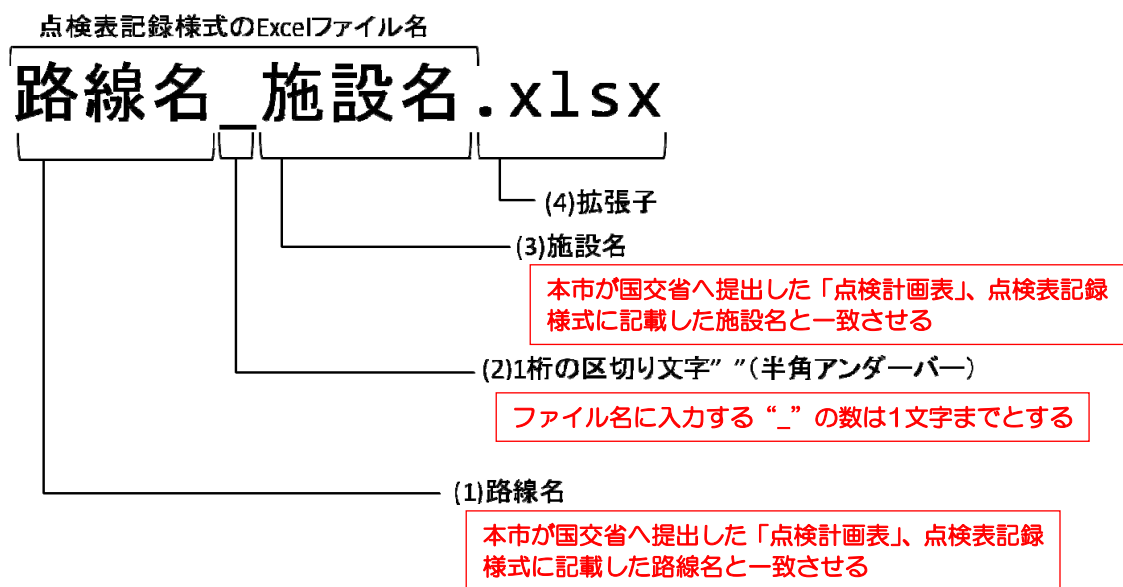 点検表記録様式のExcelファイル名
路線名_施設名.xlsx
(4)拡張子
(3)施設名
本市が国交省へ提出した「点検計画表」、点検表記録
様式に記載した施設名と一致させる
(2)1桁の区切り文字” ”(半角アンダーバー)
ファイル名に入力する“_”の数は1文字までとする
(1)路線名
本市が国交省へ提出した「点検計画表」、点検表記録
様式に記載した路線名と一致させる